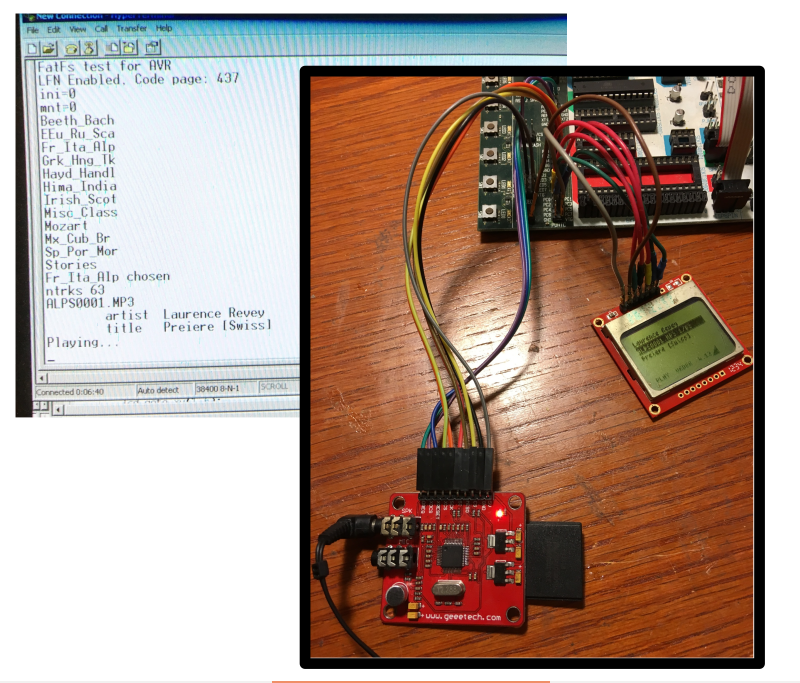 New Connection - HyperTerminal
File Edit View Call Transfer Help
FatFs test for AVR
LFN Enabled, Code page: 437
ini=0
mnt=0
Beeth_Bach
EEu_Ru_Sca
Fr_Ita_Alp
Grk_Hng_Tk
Hayd_Handl
Hima_India
Irish_Scot
Misc_Class
Mozart
Mx_Cub_Br
Sp_Por_Mor
Stories
Fr_Ita_Alp chosen
ntrks 63
ALPS0001.MP3
artist Laurence Revey
title Preiere [Swiss]
Playing...
Connected 0:06:40 Auto detect 38400 8-N-1 SCROLL
Laurence Revey
Preiere [Swiss]
1234
SPK
www.geeetech.com